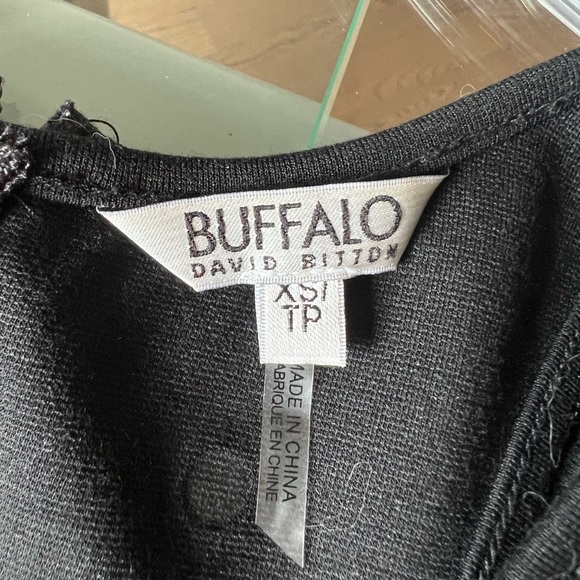 BUFFALO
DAVID BITTON
XS/
TP
MADE IN CHINA
FABRIQUE EN CHINE